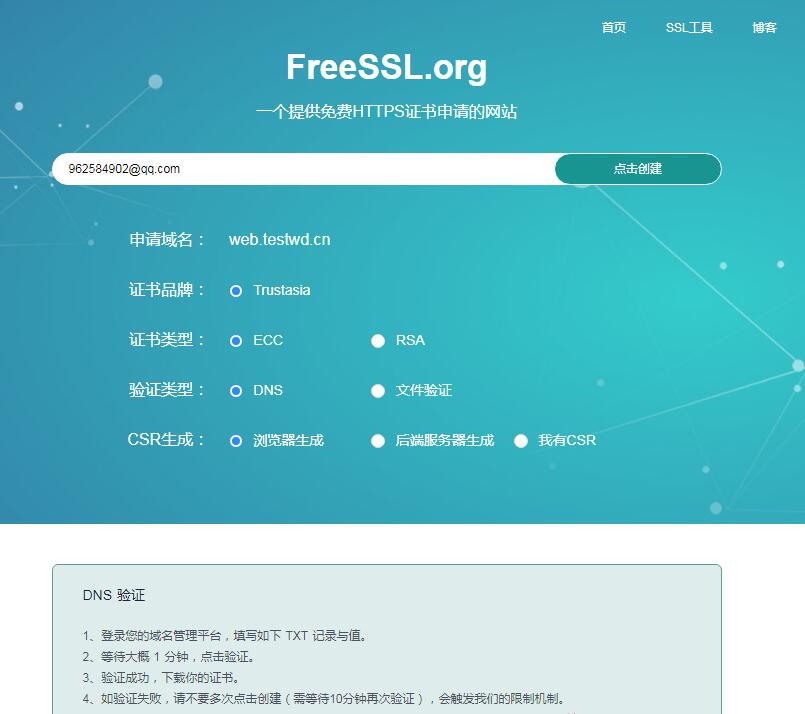 首页 SSL工具 博客
FreeSSL.org
一个提供免费HTTPS证书申请的网站
962584902@qq.com 点击创建
申请域名： web.testwd.cn
证书品牌： Trustasia
证书类型： ECC RSA
验证类型： DNS 文件验证
CSR生成： 浏览器生成 后端服务器生成 我有CSR
DNS 验证
1、登录您的域名管理平台，填写如下 TXT 记录与值。
2、等待大概 1 分钟，点击验证。
3、验证成功，下载你的证书。
4、如验证失败，请不要多次点击创建（需等待10分钟再次验证），会触发我们的限制机制。